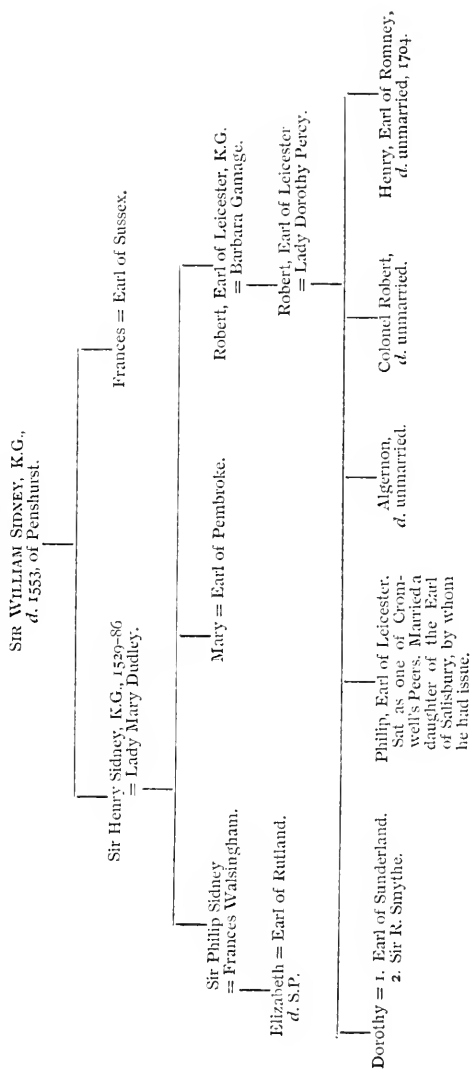 SIR WILLIAM SIDNEY, K.G.,
d. 1553, of Penshurst.
Sir Henry Sidney, K.G., 1529-86
= Lady Mary Dudley.
Frances = Earl of Sussex.
Sir Philip Sidney
= Frances Walsingham.
Mary = Earl of Pembroke.
Robert, Earl of Leicester, K.G.
= Barbara Gamage.
Elizabeth = Earl of Rutland.
d. S.P.
Robert, Earl of Leicester
= Lady Dorothy Percy.
Dorothy = 1. Earl of Sunderland.
2. Sir R. Smythe.
Philip, Earl of Leicester.
Sat as one of Crom-
well's Peers. Married a
daughter of the Earl
of Salisbury, by whom
he had issue.
Algernon,
d. unmarried.
Colonel Robert,
d. unmarried.
Henry, Earl of Romney,
d. unmarried, 1704.